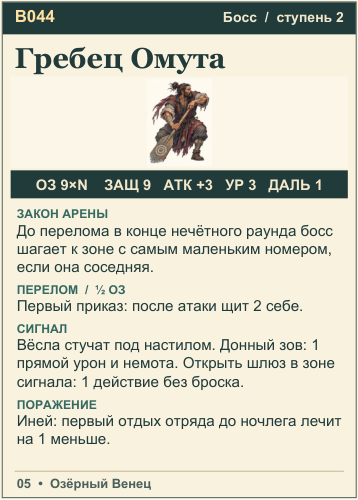 B044
Босс / ступень 2
Гребец Омута
ОЗ 9×N ЗАЩ 9 АТК +3 УР 3 ДАЛЬ 1
ЗАКОН АРЕНЫ
До перелома в конце нечётного раунда босс
шагает к зоне с самым маленьким номером,
если она соседняя.
ПЕРЕЛОМ / ½ ОЗ
Первый приказ: после атаки щит 2 себе.
СИГНАЛ
Вёсла стучат под настилом. Донный зов: 1
прямой урон и немота. Открыть шлюз в зоне
сигнала: 1 действие без броска.
ПОРАЖЕНИЕ
Иней: первый отдых отряда до ночлега лечит
на 1 меньше.
05 • Озёрный Венец